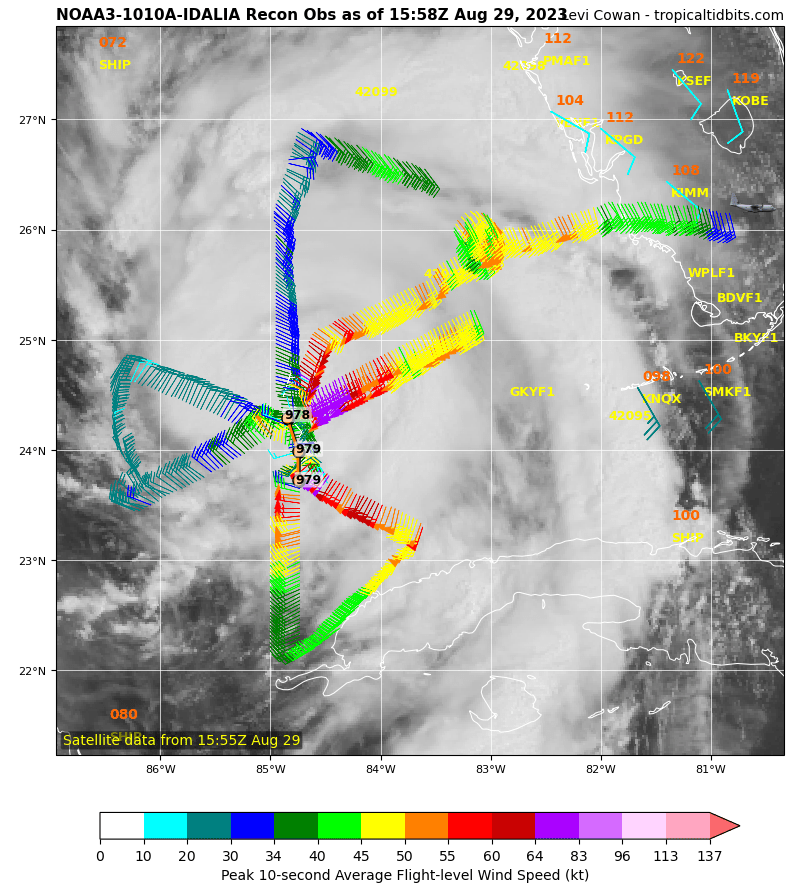 NOAA3-1010A-IDALIA Recon Obs as of 15:58Z Aug 29, 2023
Levi Cowan - tropicaltidbits.com
072
SHIP
42099
112
PMAF1
122
KSEF
119
KOBE
104
112
KPGD
108
KIMM
WPLF1
BDVF1
BKYF1
098
KNQX
100
SMKF1
GKYF1
42095
978
979
979
100
SHIP
080
SHIP
27°N
26°N
25°N
24°N
23°N
22°N
Satellite data from 15:55Z Aug 29
86°W 85°W 84°W 83°W 82°W 81°W
0 10 20 30 34 40 45 50 55 60 64 83 96 113 137
Peak 10-second Average Flight-level Wind Speed (kt)